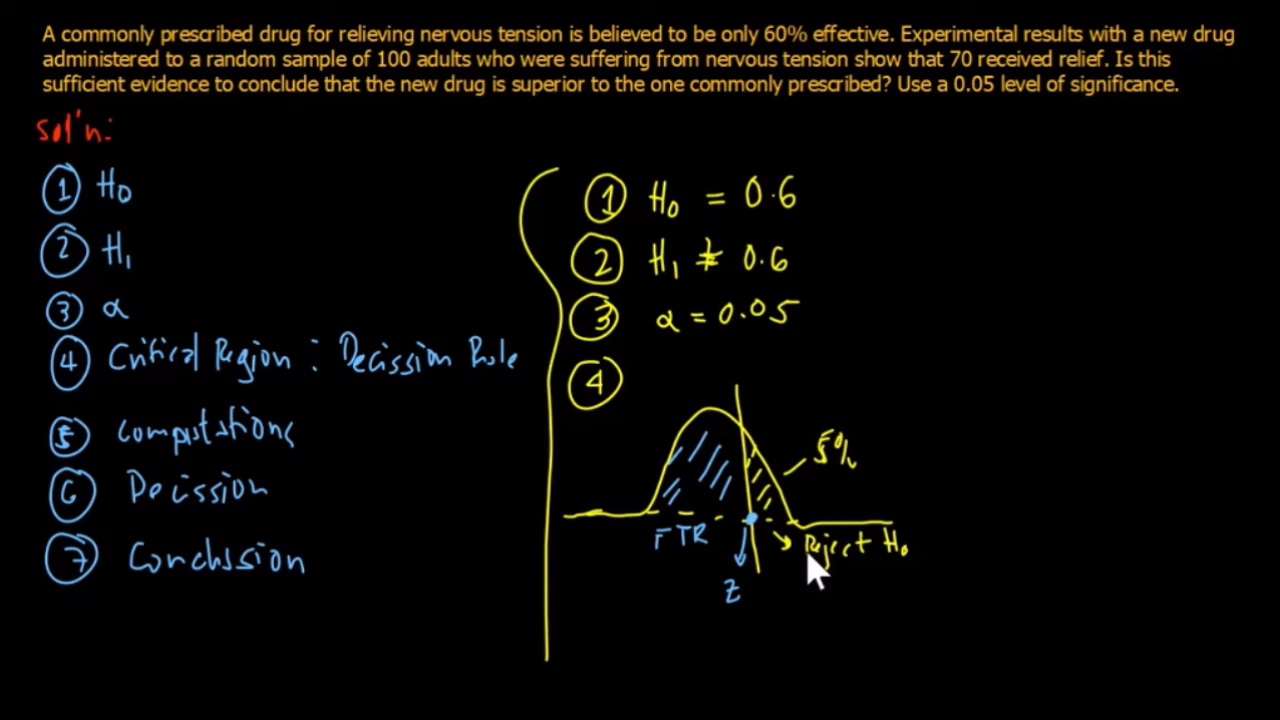 A commonly prescribed drug for relieving nervous tension is believed to be only 60% effective. Experimental results with a new drug
administered to a random sample of 100 adults who were suffering from nervous tension show that 70 received relief. Is this
sufficient evidence to conclude that the new drug is superior to the one commonly prescribed? Use a 0.05 level of significance.
Sol'n:
① H₀
② H₁
③ α
④ Critical Region : Decission Rule
⑤ Computations
⑥ Decission
⑦ Conclssion
① H₀ = 0.6
② H₁ ≠ 0.6
③ α = 0.05
④
5%
FTR
Reject H₀
Z